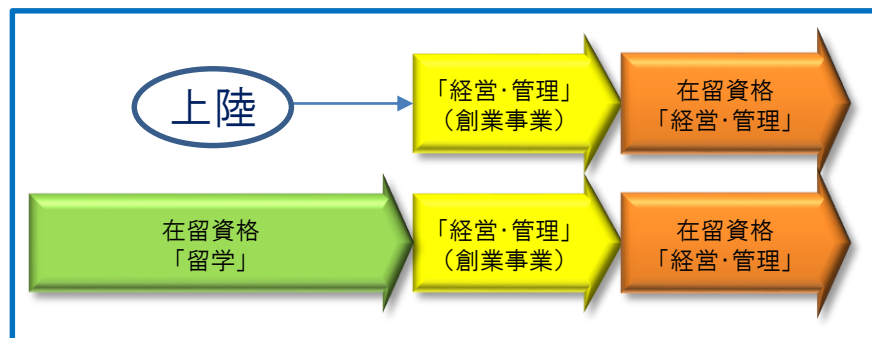 上陸
「経営・管理」
（創業事業）
在留資格
「経営・管理」
在留資格
「留学」
「経営・管理」
(創業事業)
在留資格
「経営・管理」